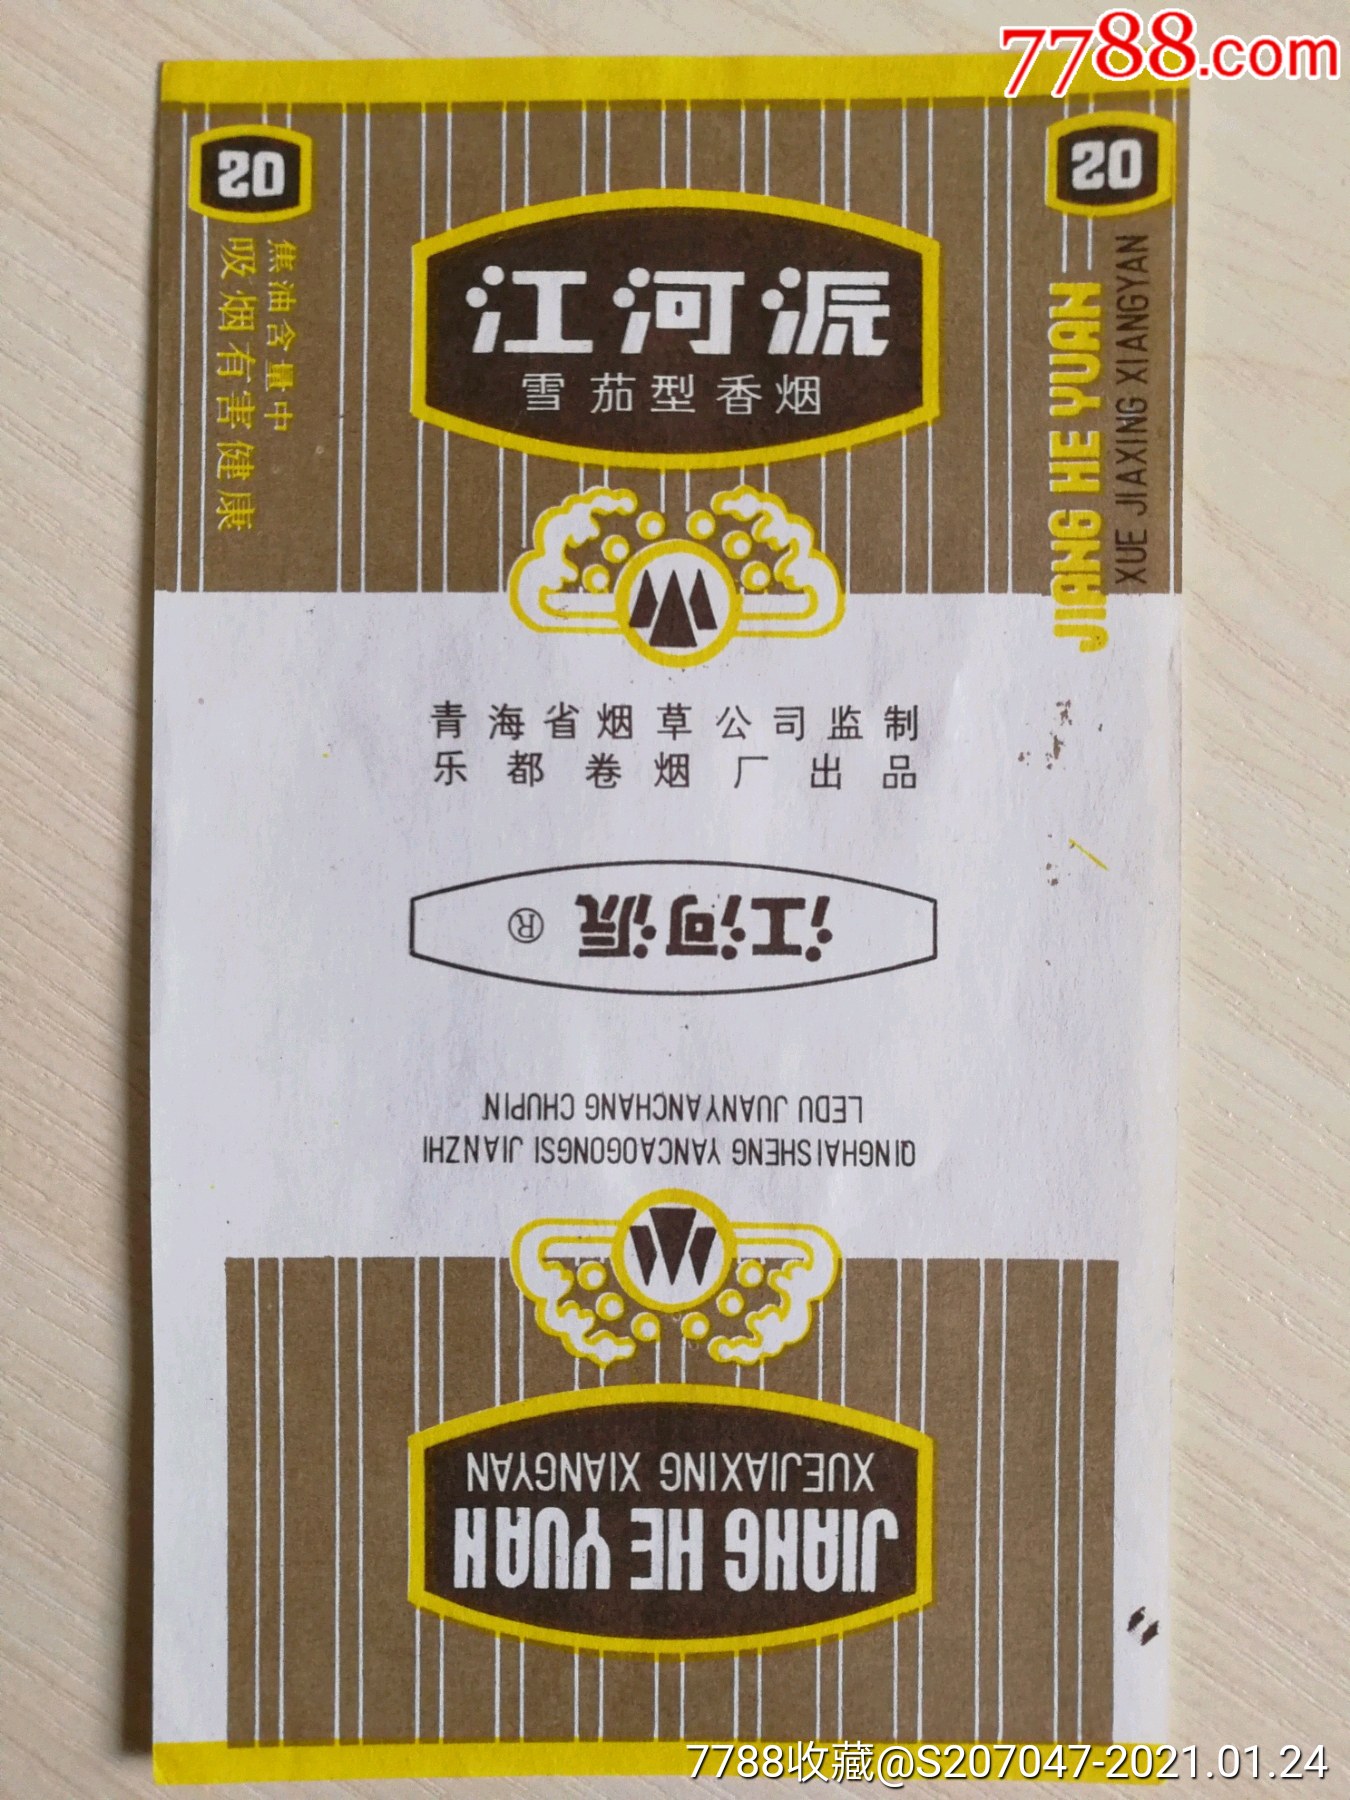 7788.com
20
20
江河源
雪茄型香烟
焦油含量中
吸烟有害健康
JIANG HE YUAN
XUE JIAXING XIANGYAN
青海省烟草公司监制
乐都卷烟厂出品
江河源 ®
QINGHAISHENG YANCAOGONGSI JIANZHI
LEDU JUANYANCHANG CHUPIN
JIANG HE YUAN
XUEJIAXING XIANGYAN
7788收藏@S207047-2021.01.24